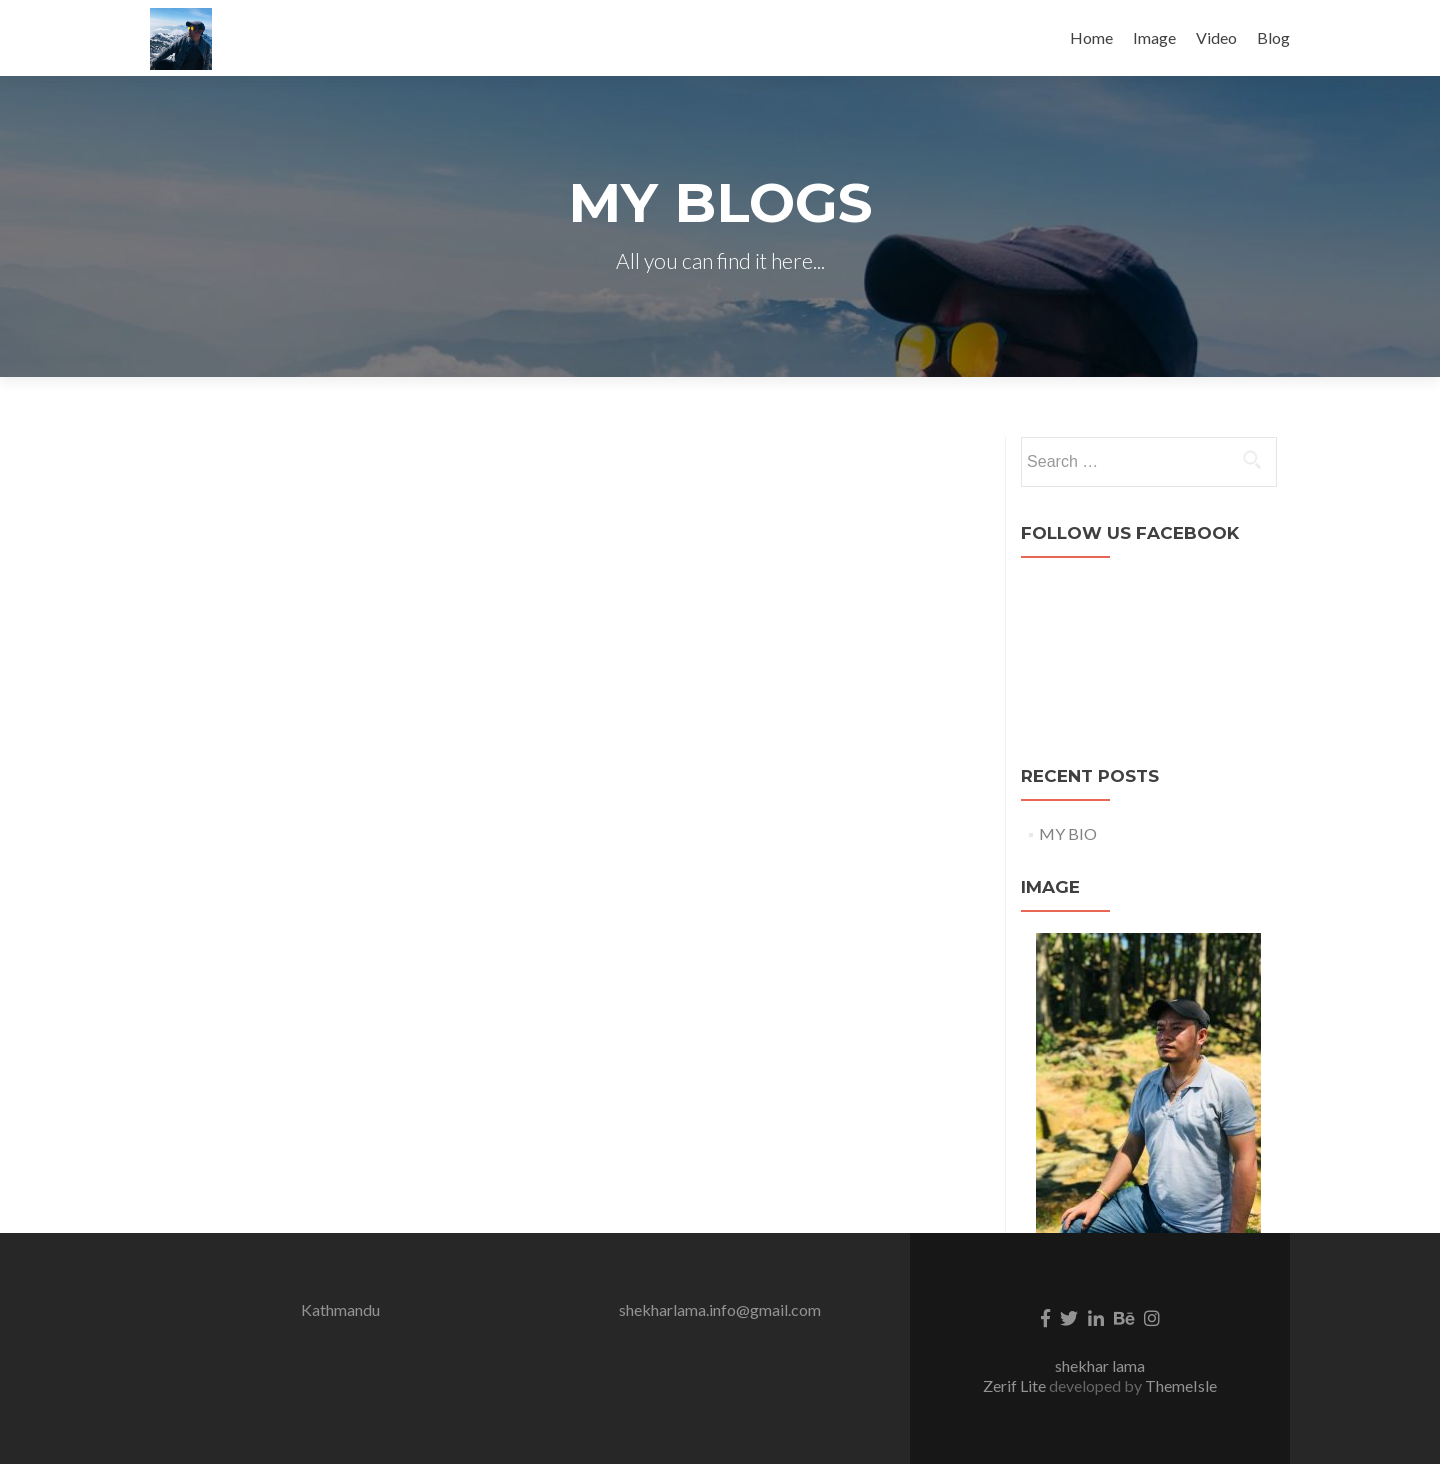 Home Image Video Blog
MY BLOGS
All you can find it here...
Search …
FOLLOW US FACEBOOK
RECENT POSTS
MY BIO
IMAGE
Kathmandu
shekharlama.info@gmail.com
shekhar lama
Zerif Lite developed by ThemeIsle